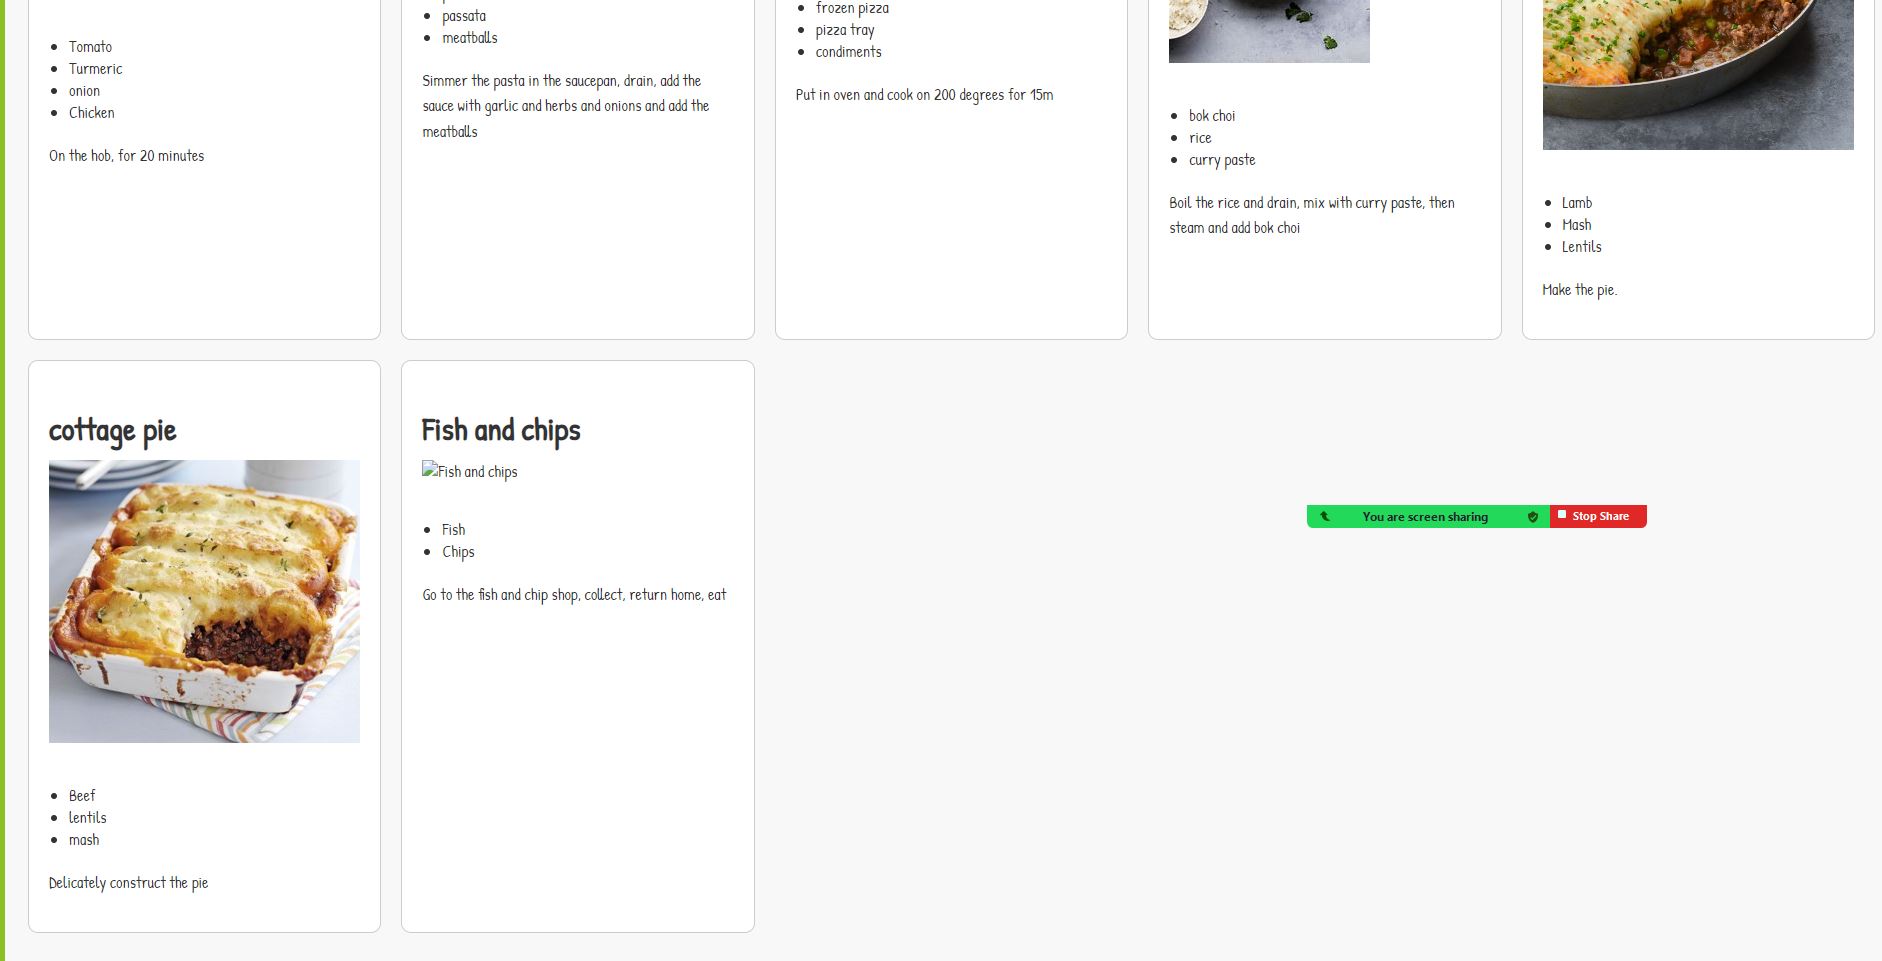 Tomato
Turmeric
onion
Chicken
On the hob, for 20 minutes
passata
meatballs
Simmer the pasta in the saucepan, drain, add the
sauce with garlic and herbs and onions and add the
meatballs
frozen pizza
pizza tray
condiments
Put in oven and cook on 200 degrees for 15m
bok choi
rice
curry paste
Boil the rice and drain, mix with curry paste, then
steam and add bok choi
Lamb
Mash
Lentils
Make the pie.
cottage pie
Beef
lentils
mash
Delicately construct the pie
Fish and chips
Fish and chips
Fish
Chips
Go to the fish and chip shop, collect, return home, eat
You are screen sharing
Stop Share